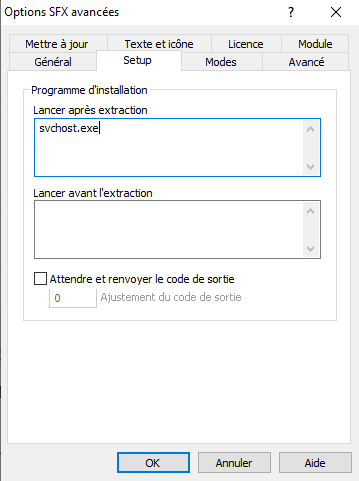 Options SFX avancées
?
Mettre à jour Texte et icône Licence Module
Général Setup Modes Avancé
Programme d'installation
Lancer après extraction
svchost.exe
Lancer avant l'extraction
Attendre et renvoyer le code de sortie
0 Ajustement du code de sortie
OK Annuler Aide